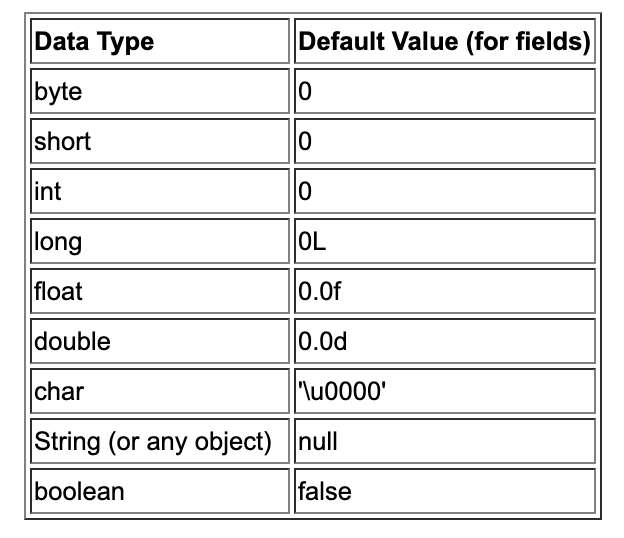 Data Type Default Value (for fields)
byte 0
short 0
int 0
long 0L
float 0.0f
double 0.0d
char '\u0000'
String (or any object) null
boolean false